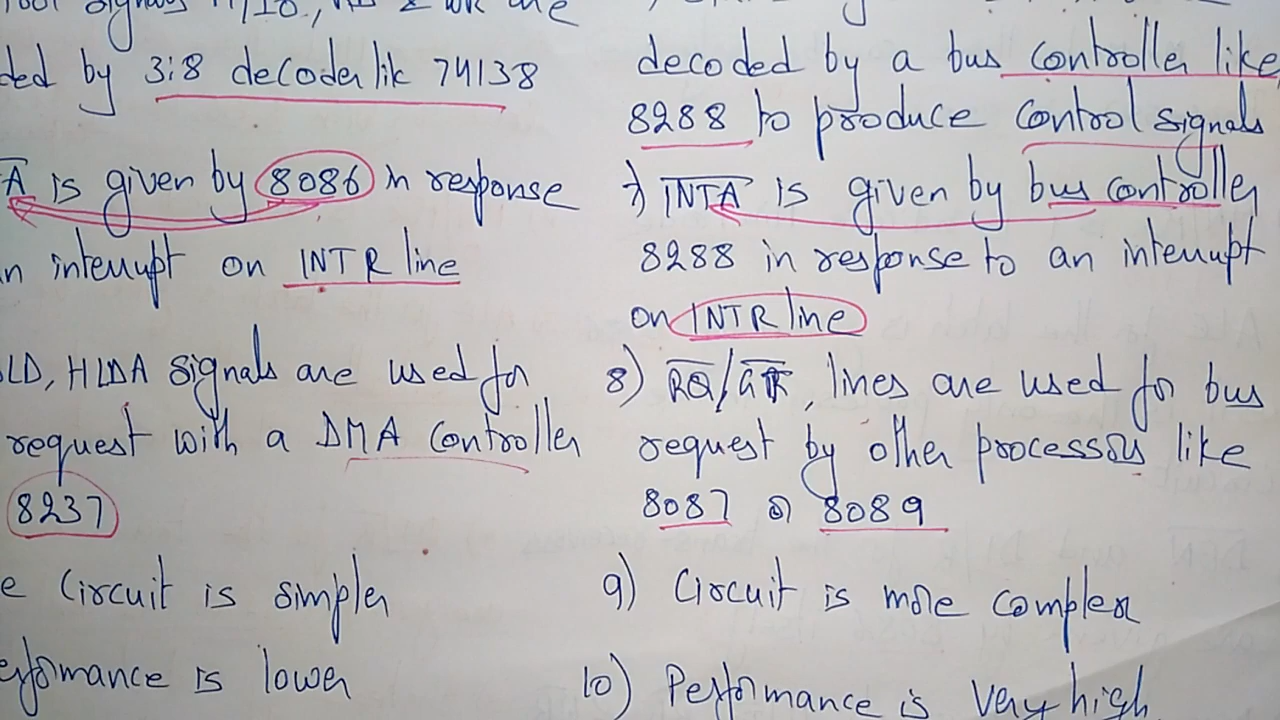 decoder by 3:8 decoder lik 74138
A is given by 8086 in response
n interrupt on INTR line
LD, HLDA signals are used for
request with a DMA controller
8237
e circuit is simpler
erformance is lower
decoded by a bus controller like
8288 to produce control signals
7) INTA is given by bus controller
8288 in response to an interrupt
on INTR line
8) RQ/GT, lines are used for bus
request by other processors like
8087 or 8089
9) Circuit is more complex
10) Performance is very high